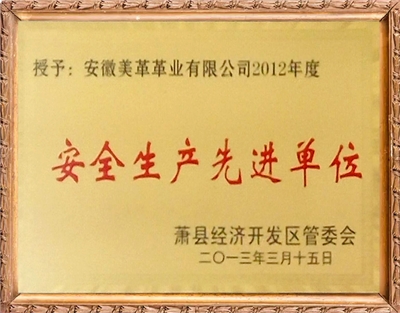 授予：安徽美革革业有限公司2012年度
安全生产先进单位
萧县经济开发区管委会
二〇一三年三月十五日